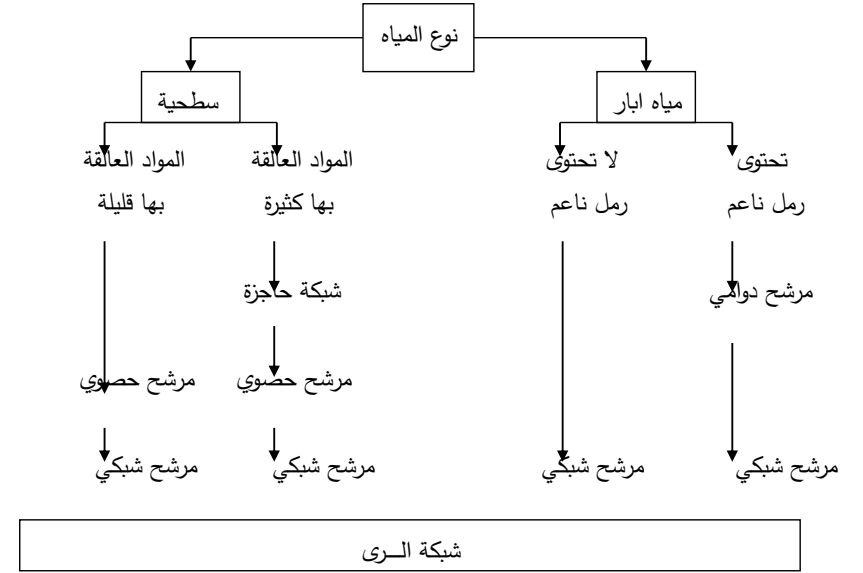 نوع المياه
مياه ابار
سطحية
تحتوى
رمل ناعم
لا تحتوى
رمل ناعم
المواد العالقة
بها كثيرة
المواد العالقة
بها قليلة
مرشح دوامي
شبكة حاجزة
مرشح حصوي
مرشح حصوي
مرشح شبكي
مرشح شبكي
مرشح شبكي
مرشح شبكي
شبكة الـــرى